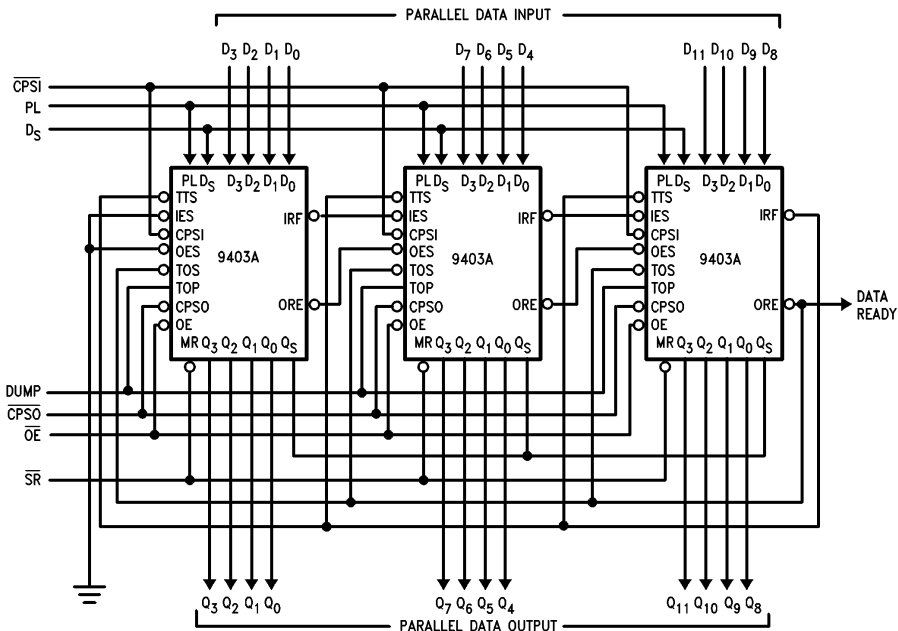 PARALLEL DATA INPUT
D3 D2 D1 D0 D7 D6 D5 D4 D11 D10 D9 D8
CPSI
PL
DS
PL DS D3 D2 D1 D0
TTS
IES
CPSI
OES
TOS
TOP
CPSO
OE
MR Q3 Q2 Q1 Q0 QS
IRF
9403A
ORE
PL DS D3 D2 D1 D0
TTS
IES
CPSI
OES
TOS
TOP
CPSO
OE
MR Q3 Q2 Q1 Q0 QS
IRF
9403A
ORE
PL DS D3 D2 D1 D0
TTS
IES
CPSI
OES
TOS
TOP
CPSO
OE
MR Q3 Q2 Q1 Q0 QS
IRF
9403A
ORE
DATA
READY
DUMP
CPSO
OE
SR
Q3 Q2 Q1 Q0 Q7 Q6 Q5 Q4 Q11 Q10 Q9 Q8
PARALLEL DATA OUTPUT